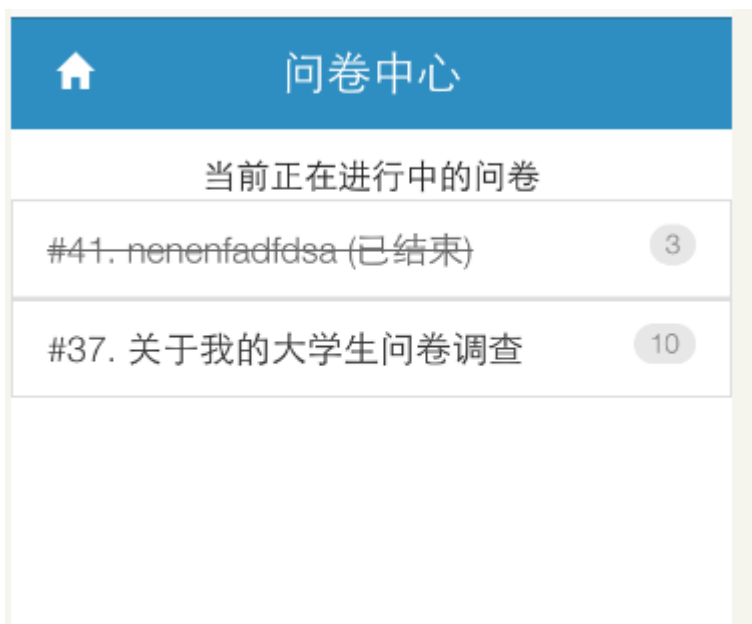 问卷中心
当前正在进行中的问卷
#41. nenenfadfdsa (已结束) 3
#37. 关于我的大学生问卷调查 10